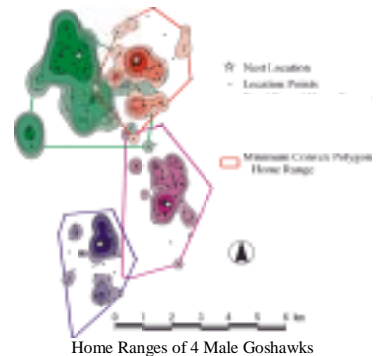 Nest Location
Location Points
Minimum Convex Polygon
Home Range
0 1 2 3 4 5 6 km
Home Ranges of 4 Male Goshawks